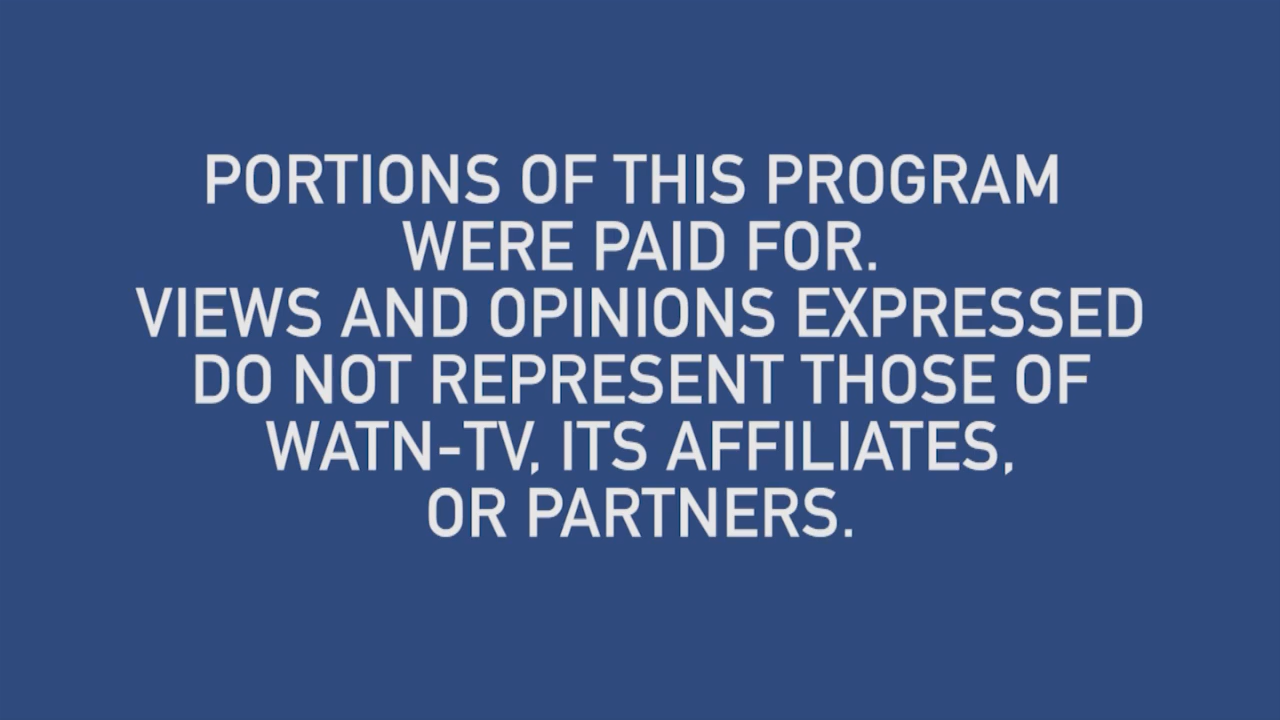 PORTIONS OF THIS PROGRAM
WERE PAID FOR.
VIEWS AND OPINIONS EXPRESSED
DO NOT REPRESENT THOSE OF
WATN-TV, ITS AFFILIATES,
OR PARTNERS.